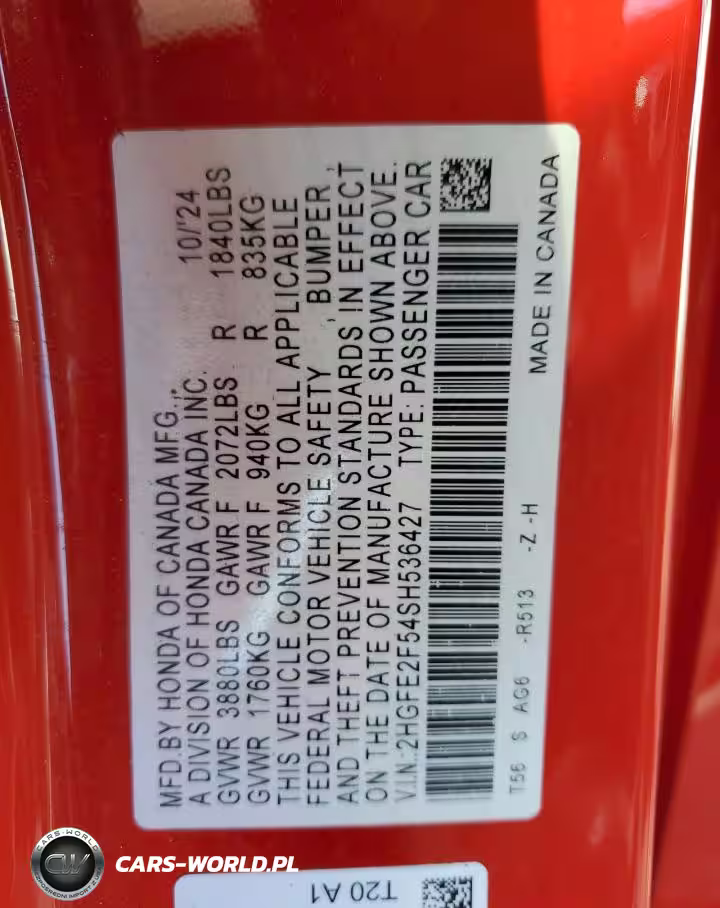 MFD.BY HONDA OF CANADA MFG., 10/'24
A DIVISION OF HONDA CANADA INC.
GVWR 3880LBS GAWR F 2072LBS R 1840LBS
GVWR 1760KG GAWR F 940KG R 835KG
THIS VEHICLE CONFORMS TO ALL APPLICABLE
FEDERAL MOTOR VEHICLE SAFETY , BUMPER ,
AND THEFT PREVENTION STANDARDS IN EFFECT
ON THE DATE OF MANUFACTURE SHOWN ABOVE.
V.I.N.:2HGFE2F54SH536427 TYPE:PASSENGER CAR
T56 S AG6 -R513 -Z -H MADE IN CANADA
T20 A1
CARS-WORLD
CW
CARS-WORLD.PL